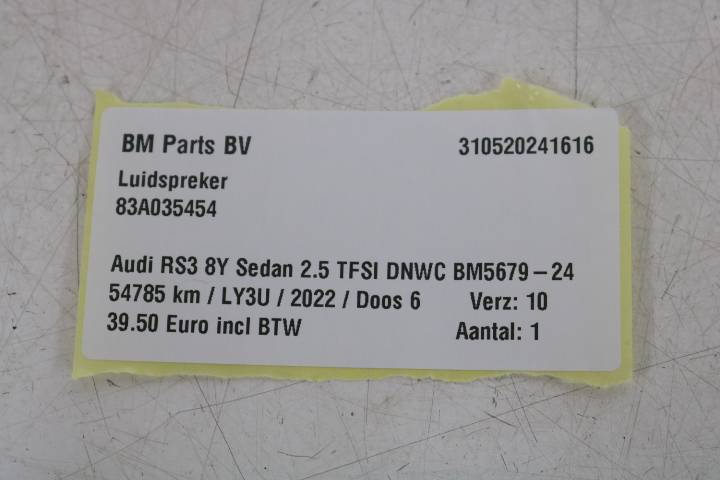 BM Parts BV 310520241616
Luidspreker
83A035454
Audi RS3 8Y Sedan 2.5 TFSI DNWC BM5679-24
54785 km / LY3U / 2022 / Doos 6 Verz: 10
39.50 Euro incl BTW Aantal: 1